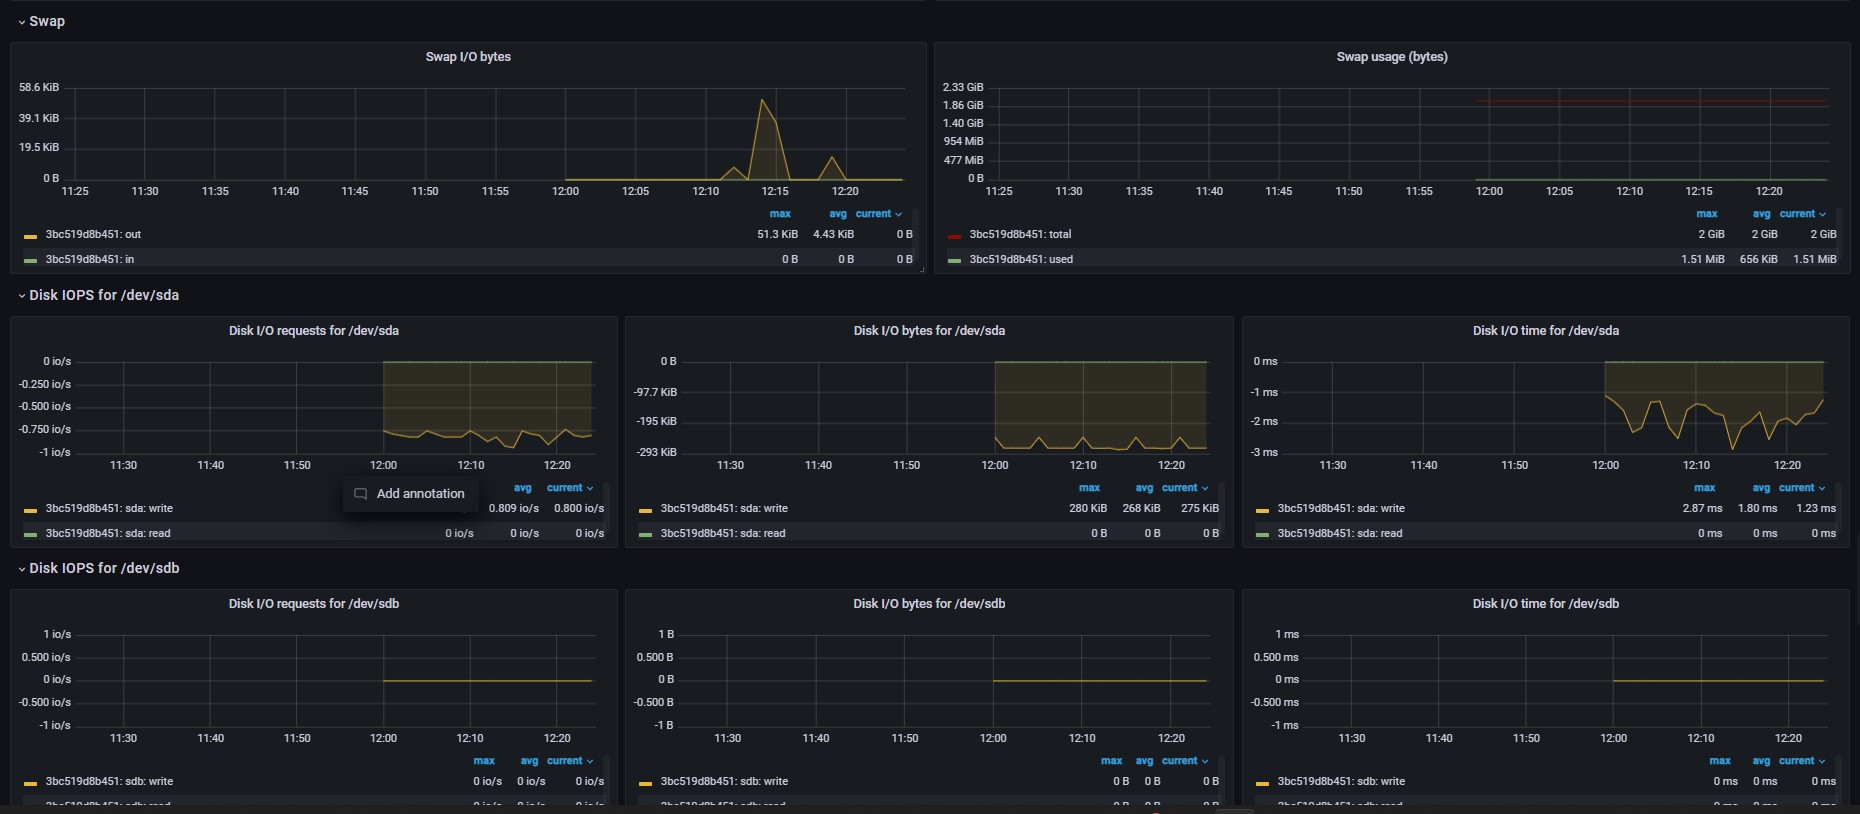 Swap
Swap I/O bytes
58.6 KiB
39.1 KiB
19.5 KiB
0 B
11:25 11:30 11:35 11:40 11:45 11:50 11:55 12:00 12:05 12:10 12:15 12:20
max avg current
3bc519d8b451: out 51.3 KiB 4.43 KiB 0 B
3bc519d8b451: in 0 B 0 B 0 B
Swap usage (bytes)
2.33 GiB
1.86 GiB
1.40 GiB
954 MiB
477 MiB
0 B
11:25 11:30 11:35 11:40 11:45 11:50 11:55 12:00 12:05 12:10 12:15 12:20
max avg current
3bc519d8b451: total 2 GiB 2 GiB 2 GiB
3bc519d8b451: used 1.51 MiB 656 KiB 1.51 MiB
Disk IOPS for /dev/sda
Disk I/O requests for /dev/sda
0 io/s
-0.250 io/s
-0.500 io/s
-0.750 io/s
-1 io/s
11:30 11:40 11:50 12:00 12:10 12:20
Add annotation
avg current
3bc519d8b451: sda: write 0.809 io/s 0.800 io/s
3bc519d8b451: sda: read 0 io/s 0 io/s 0 io/s
Disk I/O bytes for /dev/sda
0 B
-97.7 KiB
-195 KiB
-293 KiB
11:30 11:40 11:50 12:00 12:10 12:20
max avg current
3bc519d8b451: sda: write 280 KiB 268 KiB 275 KiB
3bc519d8b451: sda: read 0 B 0 B 0 B
Disk I/O time for /dev/sda
0 ms
-1 ms
-2 ms
-3 ms
11:30 11:40 11:50 12:00 12:10 12:20
max avg current
3bc519d8b451: sda: write 2.87 ms 1.80 ms 1.23 ms
3bc519d8b451: sda: read 0 ms 0 ms 0 ms
Disk IOPS for /dev/sdb
Disk I/O requests for /dev/sdb
1 io/s
0.500 io/s
0 io/s
-0.500 io/s
-1 io/s
11:30 11:40 11:50 12:00 12:10 12:20
max avg current
3bc519d8b451: sdb: write 0 io/s 0 io/s 0 io/s
Disk I/O bytes for /dev/sdb
1 B
0.500 B
0 B
-0.500 B
-1 B
11:30 11:40 11:50 12:00 12:10 12:20
max avg current
3bc519d8b451: sdb: write 0 B 0 B 0 B
Disk I/O time for /dev/sdb
1 ms
0.500 ms
0 ms
-0.500 ms
-1 ms
11:30 11:40 11:50 12:00 12:10 12:20
max avg current
3bc519d8b451: sdb: write 0 ms 0 ms 0 ms